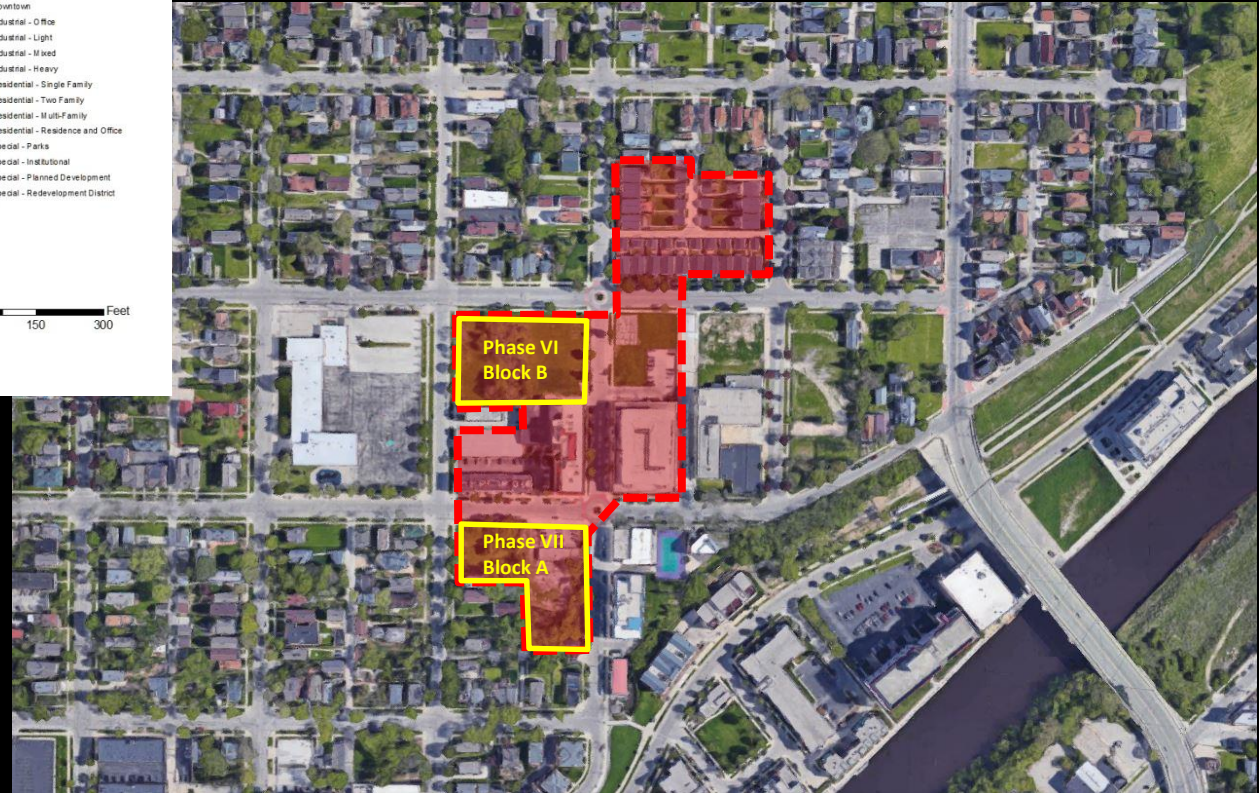 owntown
dustrial - Office
dustrial - Light
dustrial - Mixed
dustrial - Heavy
esidential - Single Family
esidential - Two Family
esidential - Multi-Family
esidential - Residence and Office
pecial - Parks
pecial - Institutional
pecial - Planned Development
pecial - Redevelopment District
Feet
150 300
Phase VI
Block B
Phase VII
Block A